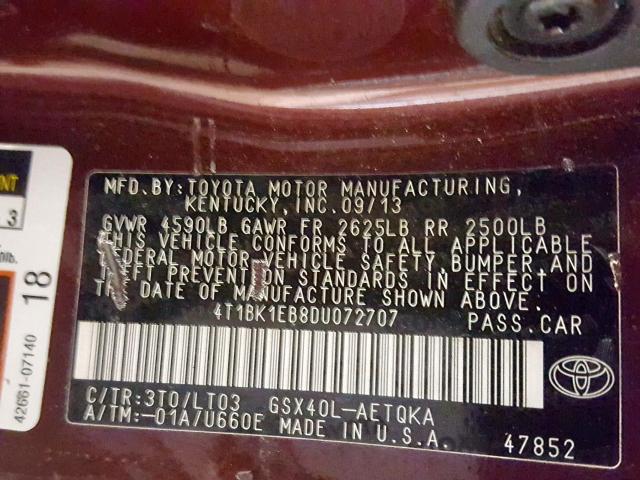 NT
3
nıb.
18
42661-07140
MFD.BY:TOYOTA MOTOR MANUFACTURING,
KENTUCKY,INC.09/13
GVWR 4590LB GAWR FR 2625LB RR 2500LB
THIS VEHICLE CONFORMS TO ALL
FEDERAL MOTOR VEHICLE SAFETY,BUMPER,AND
THEFT PREVENTION STANDARDS IN EFFECT ON
THE DATE OF MANUFACTURE SHOWN ABOVE.
4T1BK1EB8DU072707 PASS.CAR
C/TR:3T0/LT03 GSX40L-AETQKA
A/TM:-01A/U660E MADE IN U.S.A.
47852